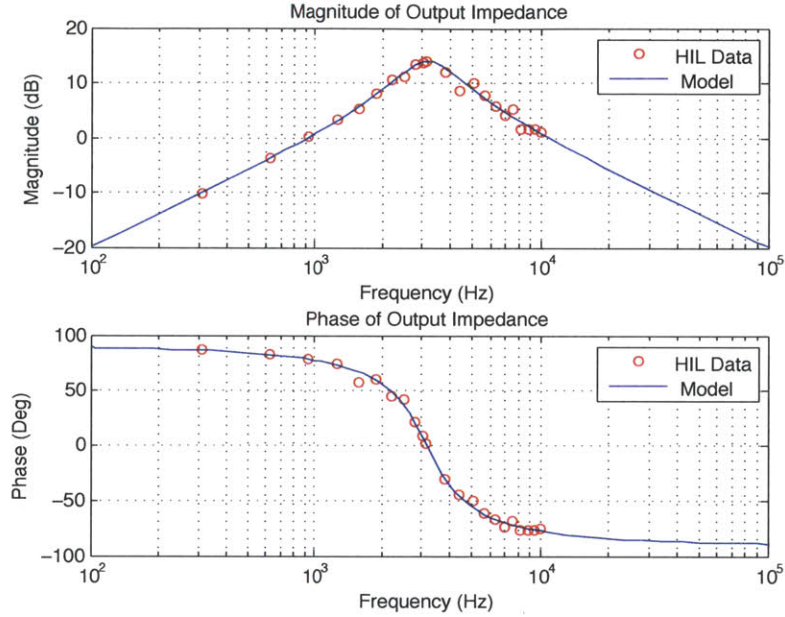 Magnitude of Output Impedance
20
10
0
−10
−20
Magnitude (dB)
HIL Data
Model
10^2
10^3
10^4
10^5
Frequency (Hz)
Phase of Output Impedance
100
50
0
−50
−100
Phase (Deg)
HIL Data
Model
10^2
10^3
10^4
10^5
Frequency (Hz)